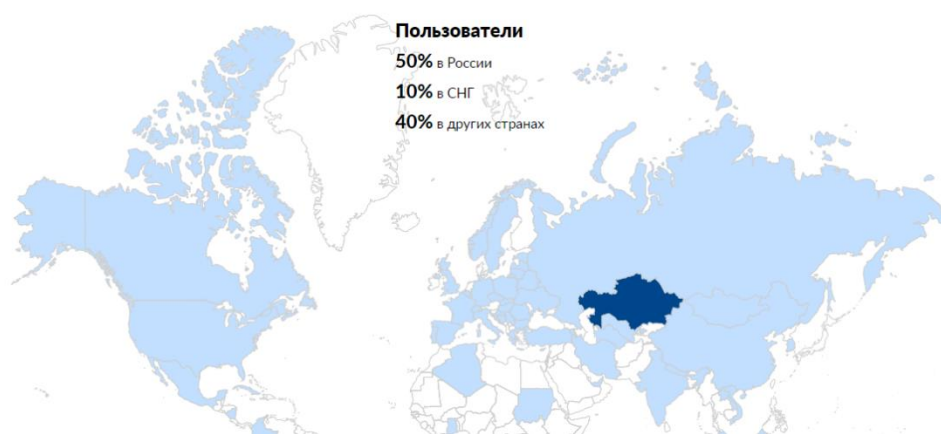 Пользователи
50% в России
10% в СНГ
40% в других странах